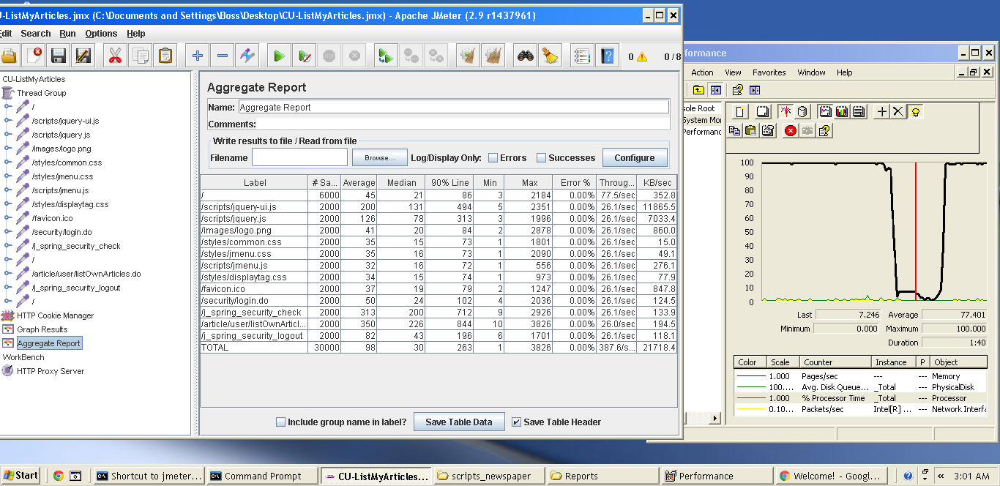 U-ListMyArticles.jmx (C:\Documents and Settings\Boss\Desktop\CU-ListMyArticles.jmx) - Apache JMeter (2.9 r1437961)
Edit Search Run Options Help
0 0/8
CU-ListMyArticles
Thread Group
/
/scripts/jquery-ui.js
/scripts/jquery.js
/images/logo.png
/styles/common.css
/styles/jmenu.css
/scripts/jmenu.js
/styles/displaytag.css
/favicon.ico
/security/login.do
/j_spring_security_check
/
/article/user/listOwnArticles.do
/j_spring_security_logout
/
HTTP Cookie Manager
Graph Results
Aggregate Report
WorkBench
HTTP Proxy Server
Aggregate Report
Name: Aggregate Report
Comments:
Write results to file / Read from file
Filename Browse... Log/Display Only: Errors Successes Configure
Label # Sa... Average Median 90% Line Min Max Error % Throug... KB/sec
/ 6000 45 21 86 3 2184 0.00% 77.5/sec 352.8
/scripts/jquery-ui.js 2000 200 131 494 5 2351 0.00% 26.1/sec 11865.5
/scripts/jquery.js 2000 126 78 313 3 1996 0.00% 26.1/sec 7033.4
/images/logo.png 2000 41 20 84 2 2878 0.00% 26.1/sec 860.0
/styles/common.css 2000 35 15 73 1 1801 0.00% 26.1/sec 15.0
/styles/jmenu.css 2000 35 16 73 1 2090 0.00% 26.1/sec 49.1
/scripts/jmenu.js 2000 32 16 72 1 556 0.00% 26.1/sec 276.1
/styles/displaytag.css 2000 34 15 74 1 973 0.00% 26.1/sec 77.9
/favicon.ico 2000 37 19 79 2 1247 0.00% 26.1/sec 847.8
/security/login.do 2000 50 24 102 4 2036 0.00% 26.1/sec 124.5
/j_spring_security_check 2000 313 200 712 9 2926 0.00% 26.1/sec 133.9
/article/user/listOwnArticl... 2000 350 226 844 10 3826 0.00% 26.0/sec 194.5
/j_spring_security_logout 2000 82 43 196 6 1701 0.00% 26.1/sec 118.1
TOTAL 30000 98 30 263 1 3826 0.00% 387.6/s... 21718.4
Include group name in label? Save Table Data Save Table Header
formance
Action View Favorites Window Help
sole Root
System Mor
Performanc
100
90
80
70
60
50
40
30
20
10
0
Last 7.246 Average 77.401
Minimum 0.000 Maximum 100.000
Duration 1:40
Color Scale Counter Instance P Object
1.000 Pages/sec --- --- Memory
100.... Avg. Disk Queue... _Total --- PhysicalDisk
1.000 % Processor Time _Total --- Processor
0.10... Packets/sec Intel[R] ... --- Network Interfa
Start Shortcut to jmeter... Command Prompt CU-ListMyArticles... scripts_newspaper Reports Performance Welcome! - Googl... « 3:01 AM